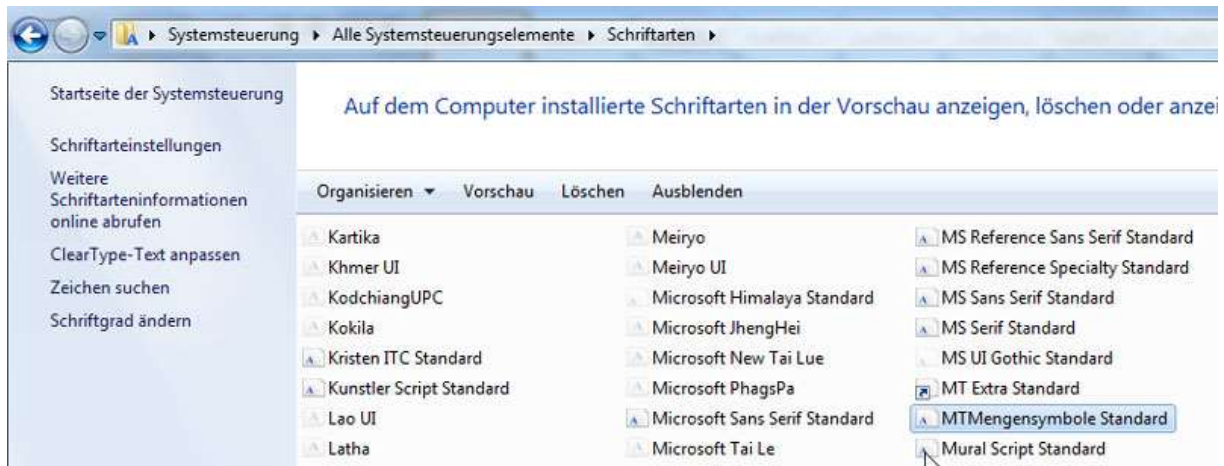 Systemsteuerung ▸ Alle Systemsteuerungselemente ▸ Schriftarten ▸
Startseite der Systemsteuerung
Schriftarteinstellungen
Weitere
Schriftarteninformationen
online abrufen
ClearType-Text anpassen
Zeichen suchen
Schriftgrad ändern
Auf dem Computer installierte Schriftarten in der Vorschau anzeigen, löschen oder anzei
Organisieren ▾ Vorschau Löschen Ausblenden
Kartika
Khmer UI
KodchiangUPC
Kokila
Kristen ITC Standard
Kunstler Script Standard
Lao UI
Latha
Meiryo
Meiryo UI
Microsoft Himalaya Standard
Microsoft JhengHei
Microsoft New Tai Lue
Microsoft PhagsPa
Microsoft Sans Serif Standard
Microsoft Tai Le
MS Reference Sans Serif Standard
MS Reference Specialty Standard
MS Sans Serif Standard
MS Serif Standard
MS UI Gothic Standard
MT Extra Standard
MTMengensymbole Standard
Mural Script Standard